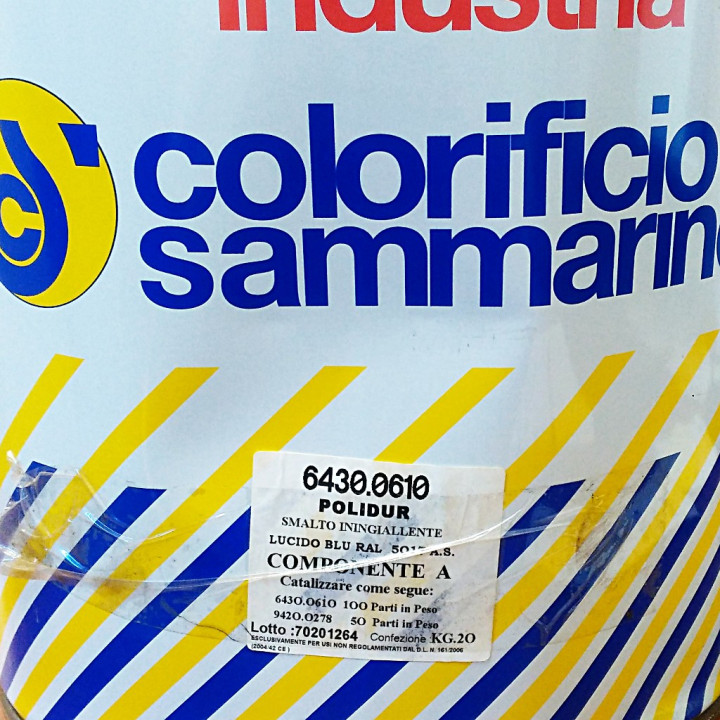 industria
colorificio
sammarin
6430.0610
POLIDUR
SMALTO ININGIALLENTE
LUCIDO BLU RAL A.S.
COMPONENTE A
Catalizzare come segue:
6430.0610 100 Parti in Peso
9420.0278 50 Parti in Peso
Lotto :70201264 Confezione KG.20
ESCLUSIVAMENTE PER USI NON REGOLAMENTATI DAL D.L. N. 161/2006
(2004/42 CE)